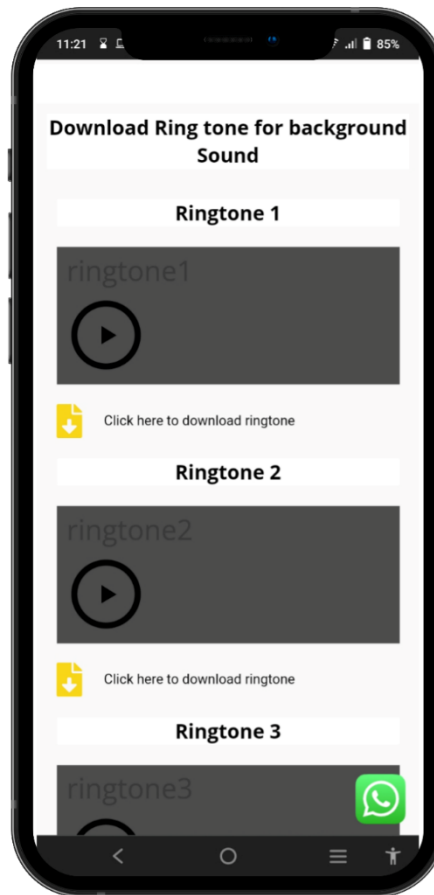 11:21
85%
Download Ring tone for background
Sound
Ringtone 1
ringtone1
Click here to download ringtone
Ringtone 2
ringtone2
Click here to download ringtone
Ringtone 3
ringtone3